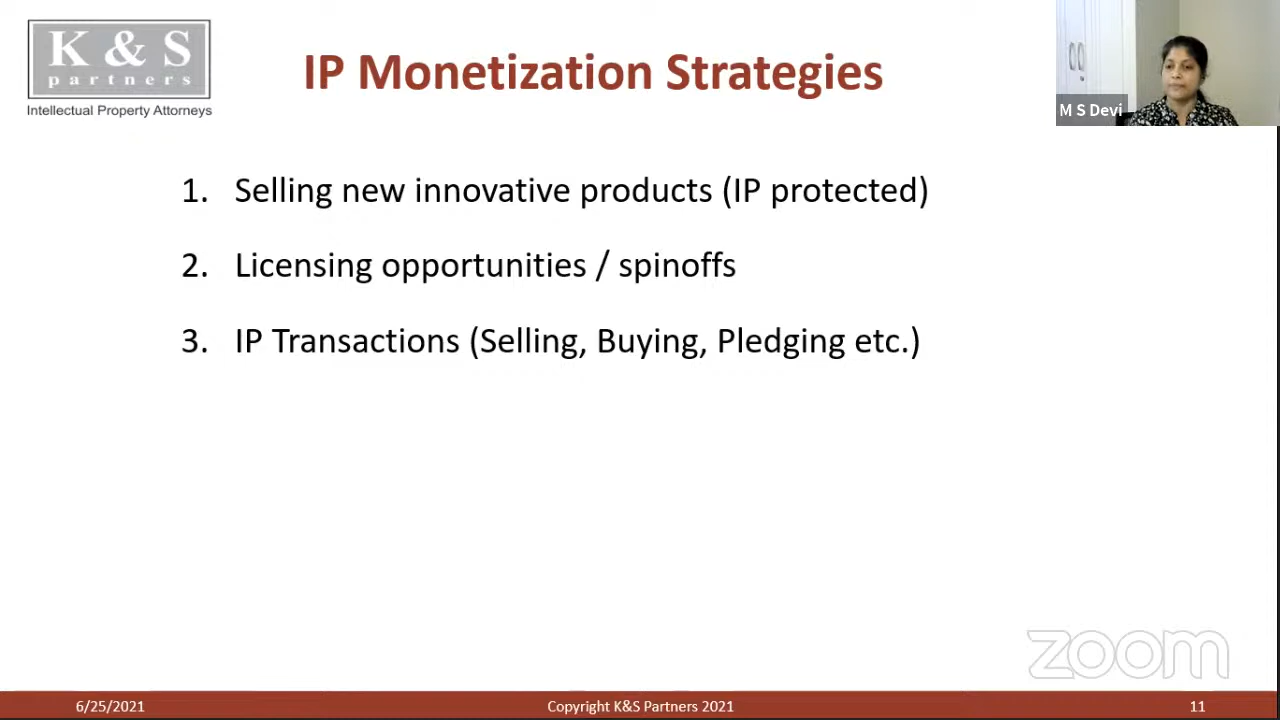 K & S
partners
Intellectual Property Attorneys
IP Monetization Strategies
M S Devi
1. Selling new innovative products (IP protected)
2. Licensing opportunities / spinoffs
3. IP Transactions (Selling, Buying, Pledging etc.)
zoom
6/25/2021 Copyright K&S Partners 2021 11